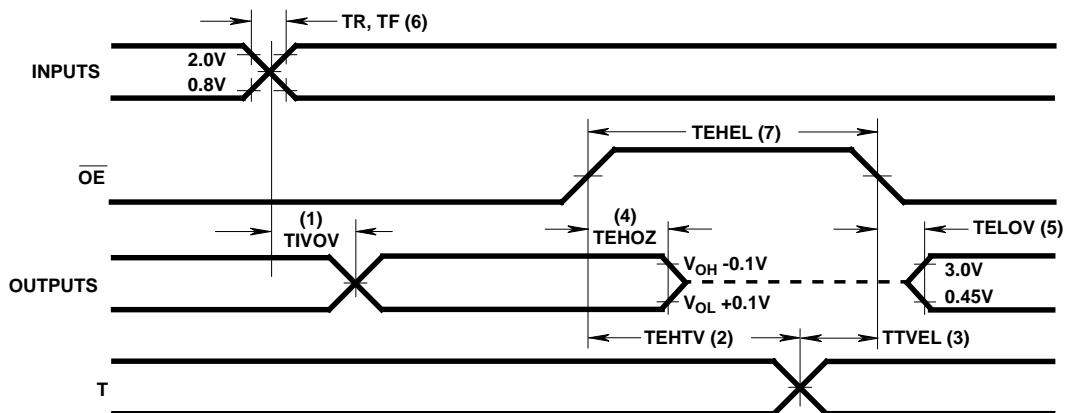 TR, TF (6)
INPUTS
2.0V
0.8V
TEHEL (7)
OE
(1)
TIVOV
(4)
TEHOZ
TELOV (5)
OUTPUTS
VOH -0.1V
VOL +0.1V
3.0V
0.45V
TEHTV (2)
TTVEL (3)
T